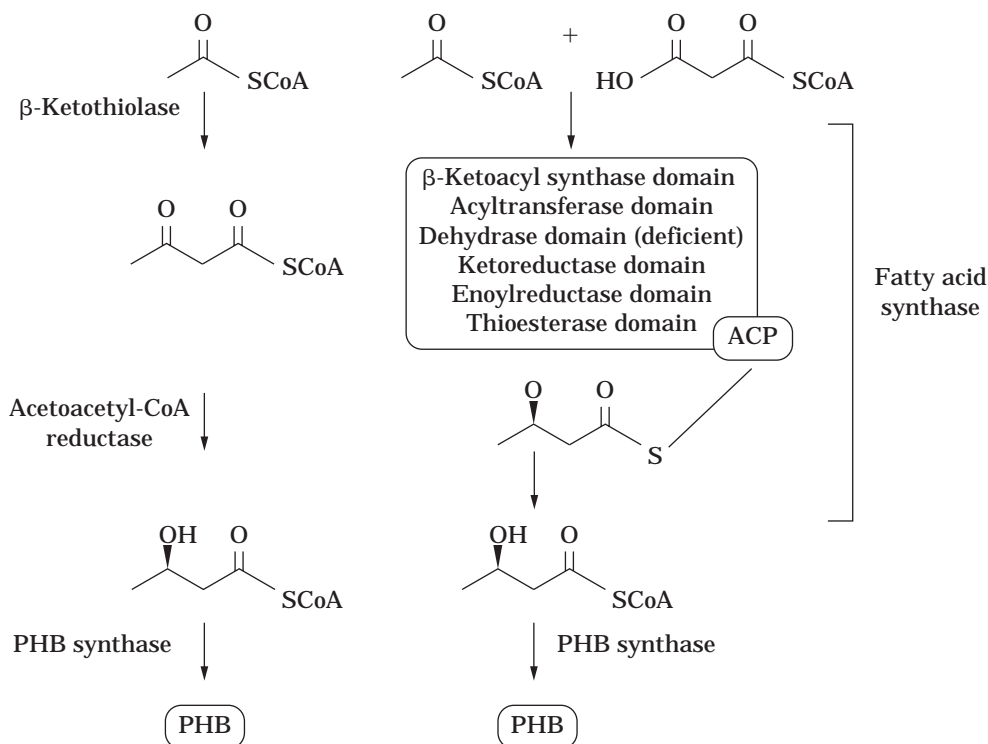 O
SCoA
β-Ketothiolase
O
O
SCoA
Acetoacetyl-CoA
reductase
OH
O
SCoA
PHB synthase
PHB
O
SCoA
+
O
O
HO
SCoA
β-Ketoacyl synthase domain
Acyltransferase domain
Dehydrase domain (deficient)
Ketoreductase domain
Enoylreductase domain
Thioesterase domain
ACP
O
O
S
OH
O
SCoA
PHB synthase
PHB
Fatty acid
synthase